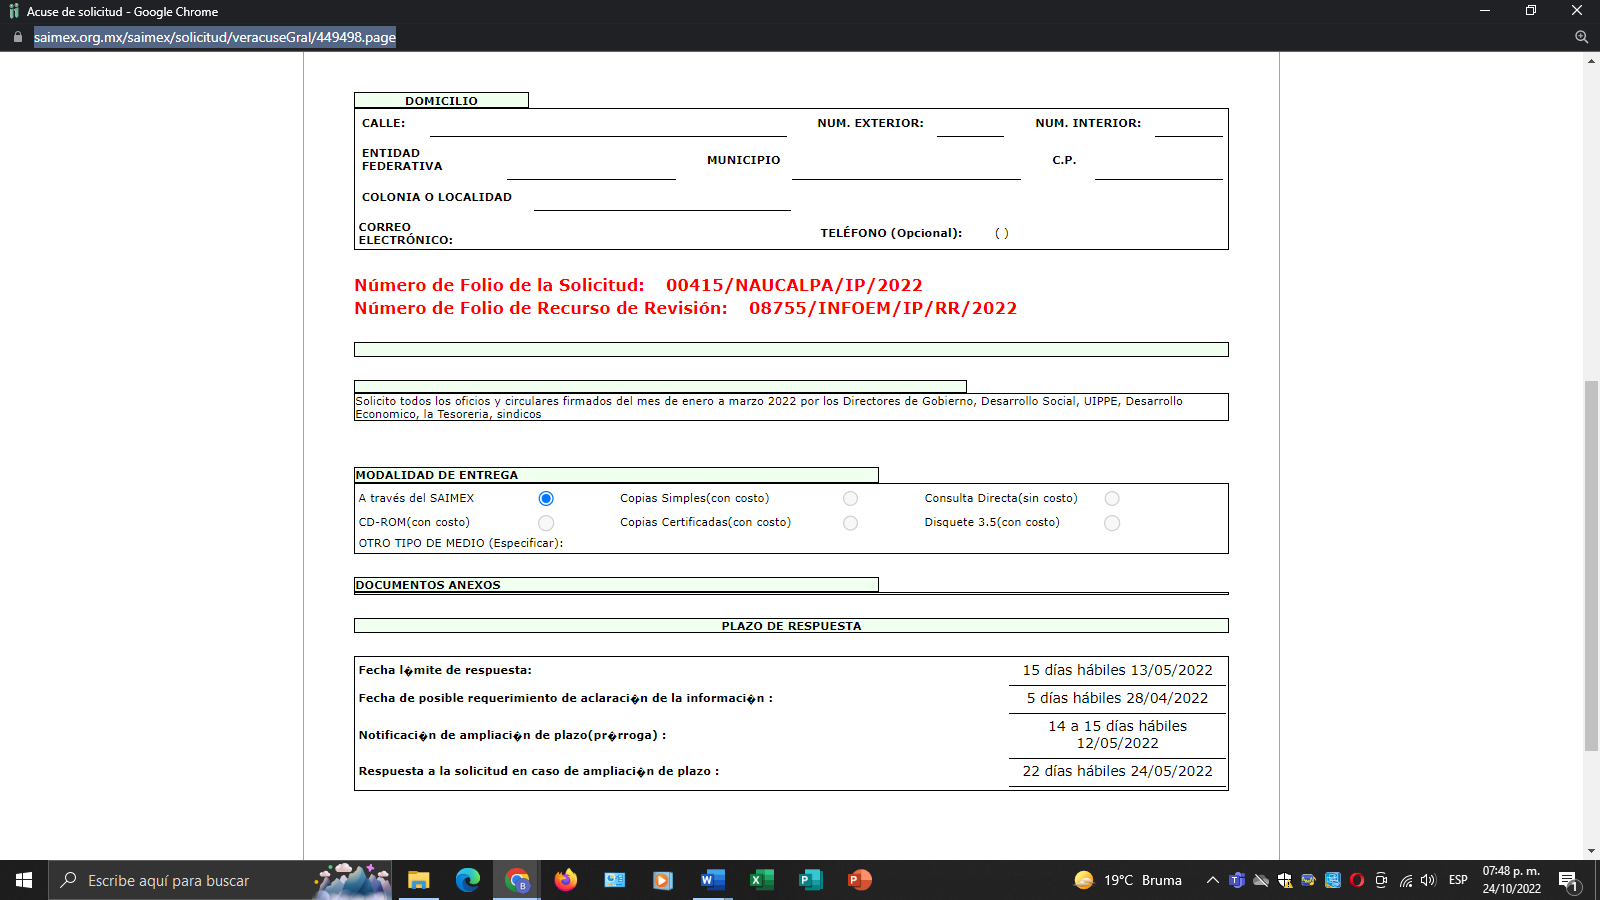 Acuse de solicitud - Google Chrome
saimex.org.mx/saimex/solicitud/veracuseGral/449498.page
DOMICILIO
CALLE: NUM. EXTERIOR: NUM. INTERIOR:
ENTIDAD
FEDERATIVA MUNICIPIO C.P.
COLONIA O LOCALIDAD
CORREO
ELECTRÓNICO: TELÉFONO (Opcional): ( )
Número de Folio de la Solicitud: 00415/NAUCALPA/IP/2022
Número de Folio de Recurso de Revisión: 08755/INFOEM/IP/RR/2022
Solicito todos los oficios y circulares firmados del mes de enero a marzo 2022 por los Directores de Gobierno, Desarrollo Social, UIPPE, Desarrollo
Economico, la Tesoreria, sindicos
MODALIDAD DE ENTREGA
A través del SAIMEX Copias Simples(con costo) Consulta Directa(sin costo)
CD-ROM(con costo) Copias Certificadas(con costo) Disquete 3.5(con costo)
OTRO TIPO DE MEDIO (Especificar):
DOCUMENTOS ANEXOS
PLAZO DE RESPUESTA
Fecha l�mite de respuesta: 15 días hábiles 13/05/2022
Fecha de posible requerimiento de aclaraci�n de la informaci�n : 5 días hábiles 28/04/2022
Notificaci�n de ampliaci�n de plazo(pr�rroga) : 14 a 15 días hábiles
12/05/2022
Respuesta a la solicitud en caso de ampliaci�n de plazo : 22 días hábiles 24/05/2022
Escribe aquí para buscar
19°C Bruma
ESP
07:48 p. m.
24/10/2022
1